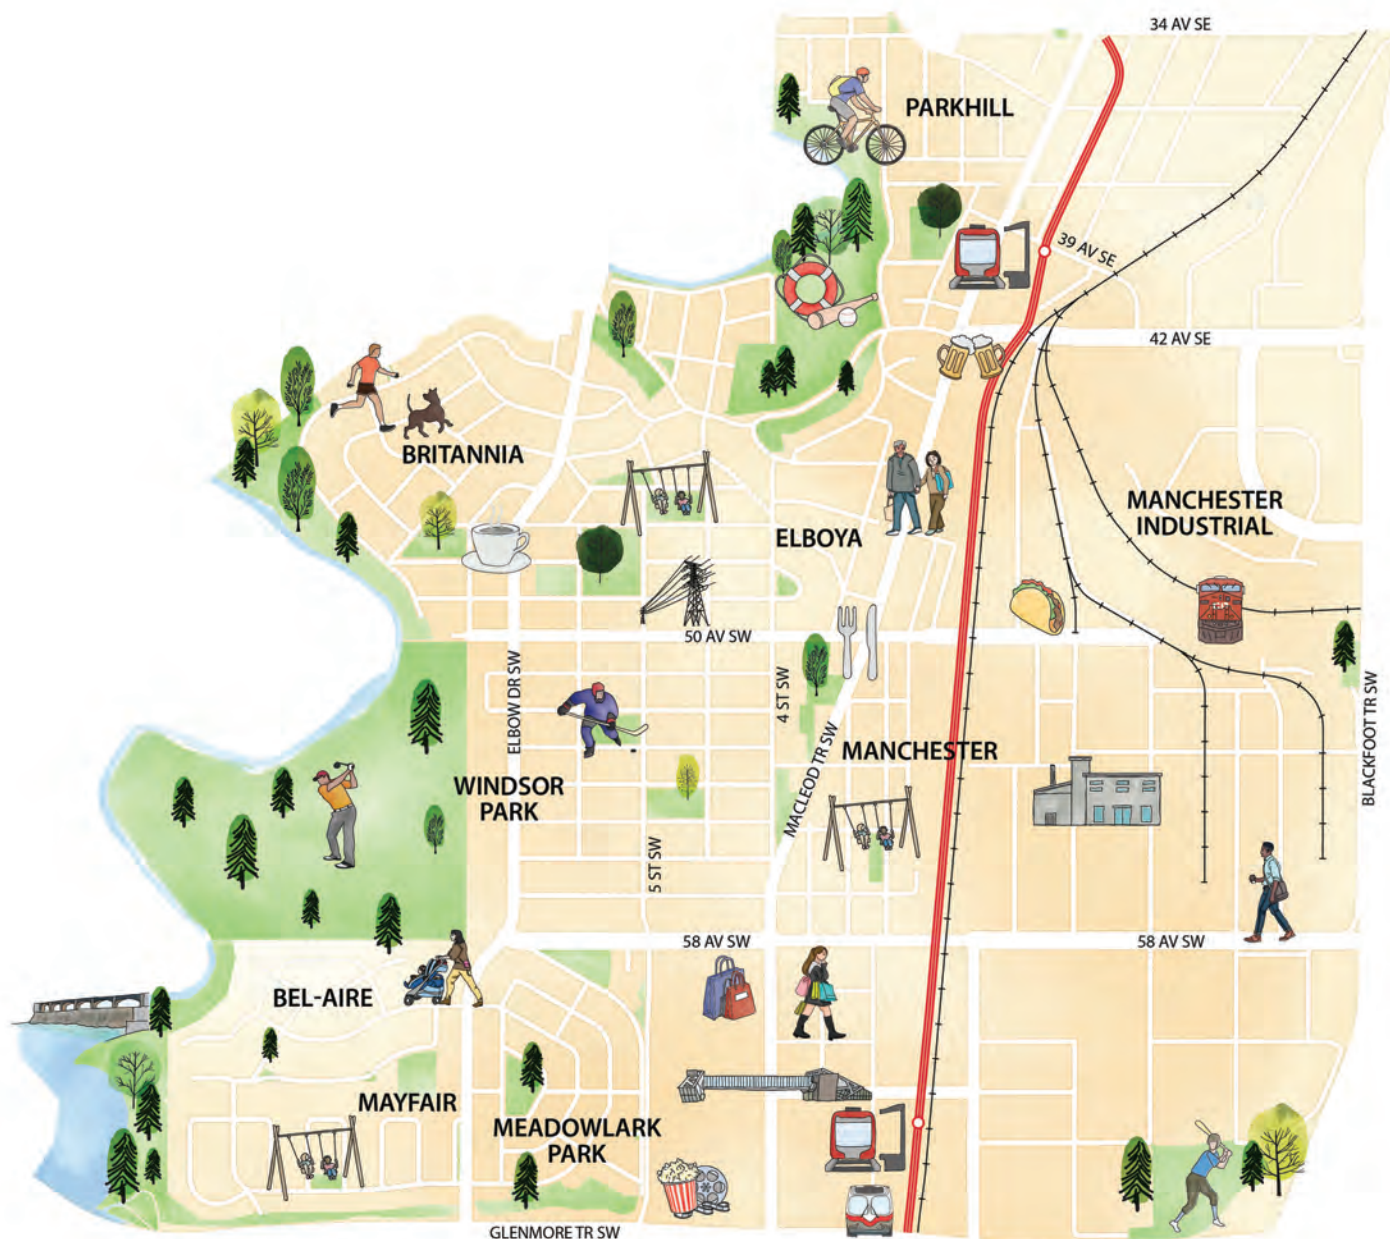 34 AV SE
PARKHILL
39 AV SE
42 AV SE
BRITANNIA
MANCHESTER
INDUSTRIAL
ELBOYA
50 AV SW
ELBOW DR SW
4 ST SW
MACLEOD TR SW
BLACKFOOT TR SW
MANCHESTER
WINDSOR
PARK
5 ST SW
58 AV SW
58 AV SW
BEL-AIRE
MAYFAIR
MEADOWLARK
PARK
GLENMORE TR SW